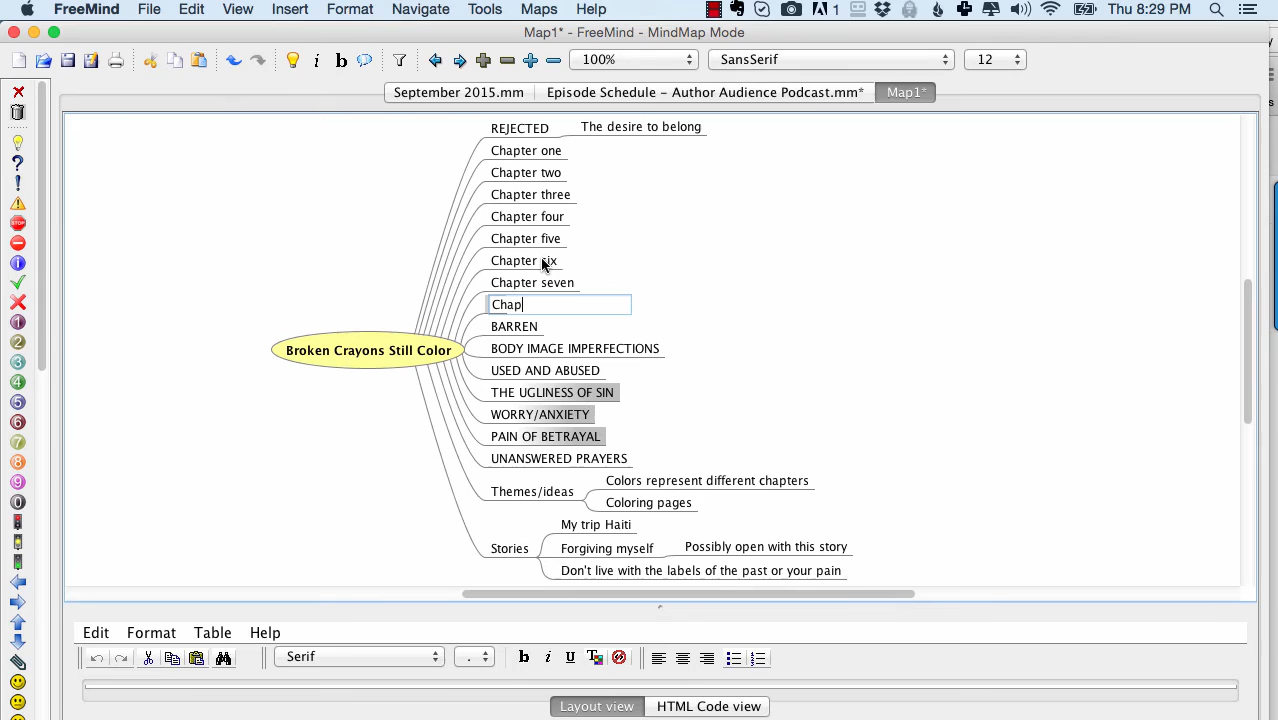 FreeMind File Edit View Insert Format Navigate Tools Maps Help 1 Thu 8:29 PM
Map1* - FreeMind - MindMap Mode
100% SansSerif 12
September 2015.mm Episode Schedule – Author Audience Podcast.mm* Map1*
REJECTED The desire to belong
Chapter one
Chapter two
Chapter three
Chapter four
Chapter five
Chapter six
Chapter seven
Chap
BARREN
Broken Crayons Still Color
BODY IMAGE IMPERFECTIONS
USED AND ABUSED
THE UGLINESS OF SIN
WORRY/ANXIETY
PAIN OF BETRAYAL
UNANSWERED PRAYERS
Themes/ideas
Colors represent different chapters
Coloring pages
Stories
My trip Haiti
Forgiving myself Possibly open with this story
Don't live with the labels of the past or your pain
Edit Format Table Help
Serif .
Layout view HTML Code view